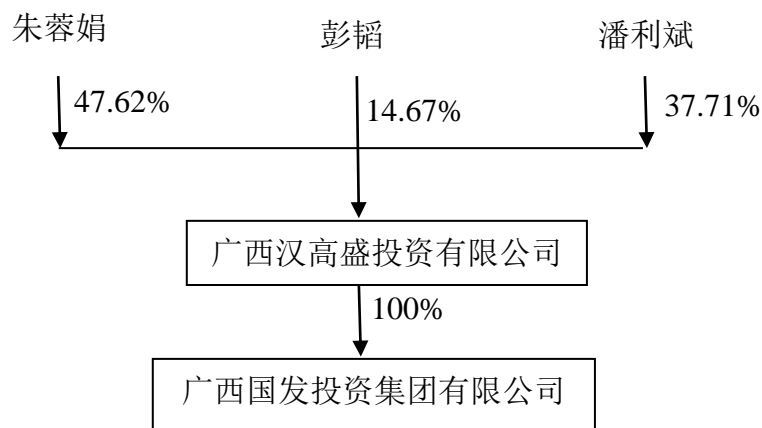 朱蓉娟
彭韬
潘利斌
47.62%
14.67%
37.71%
广西汉高盛投资有限公司
100%
广西国发投资集团有限公司